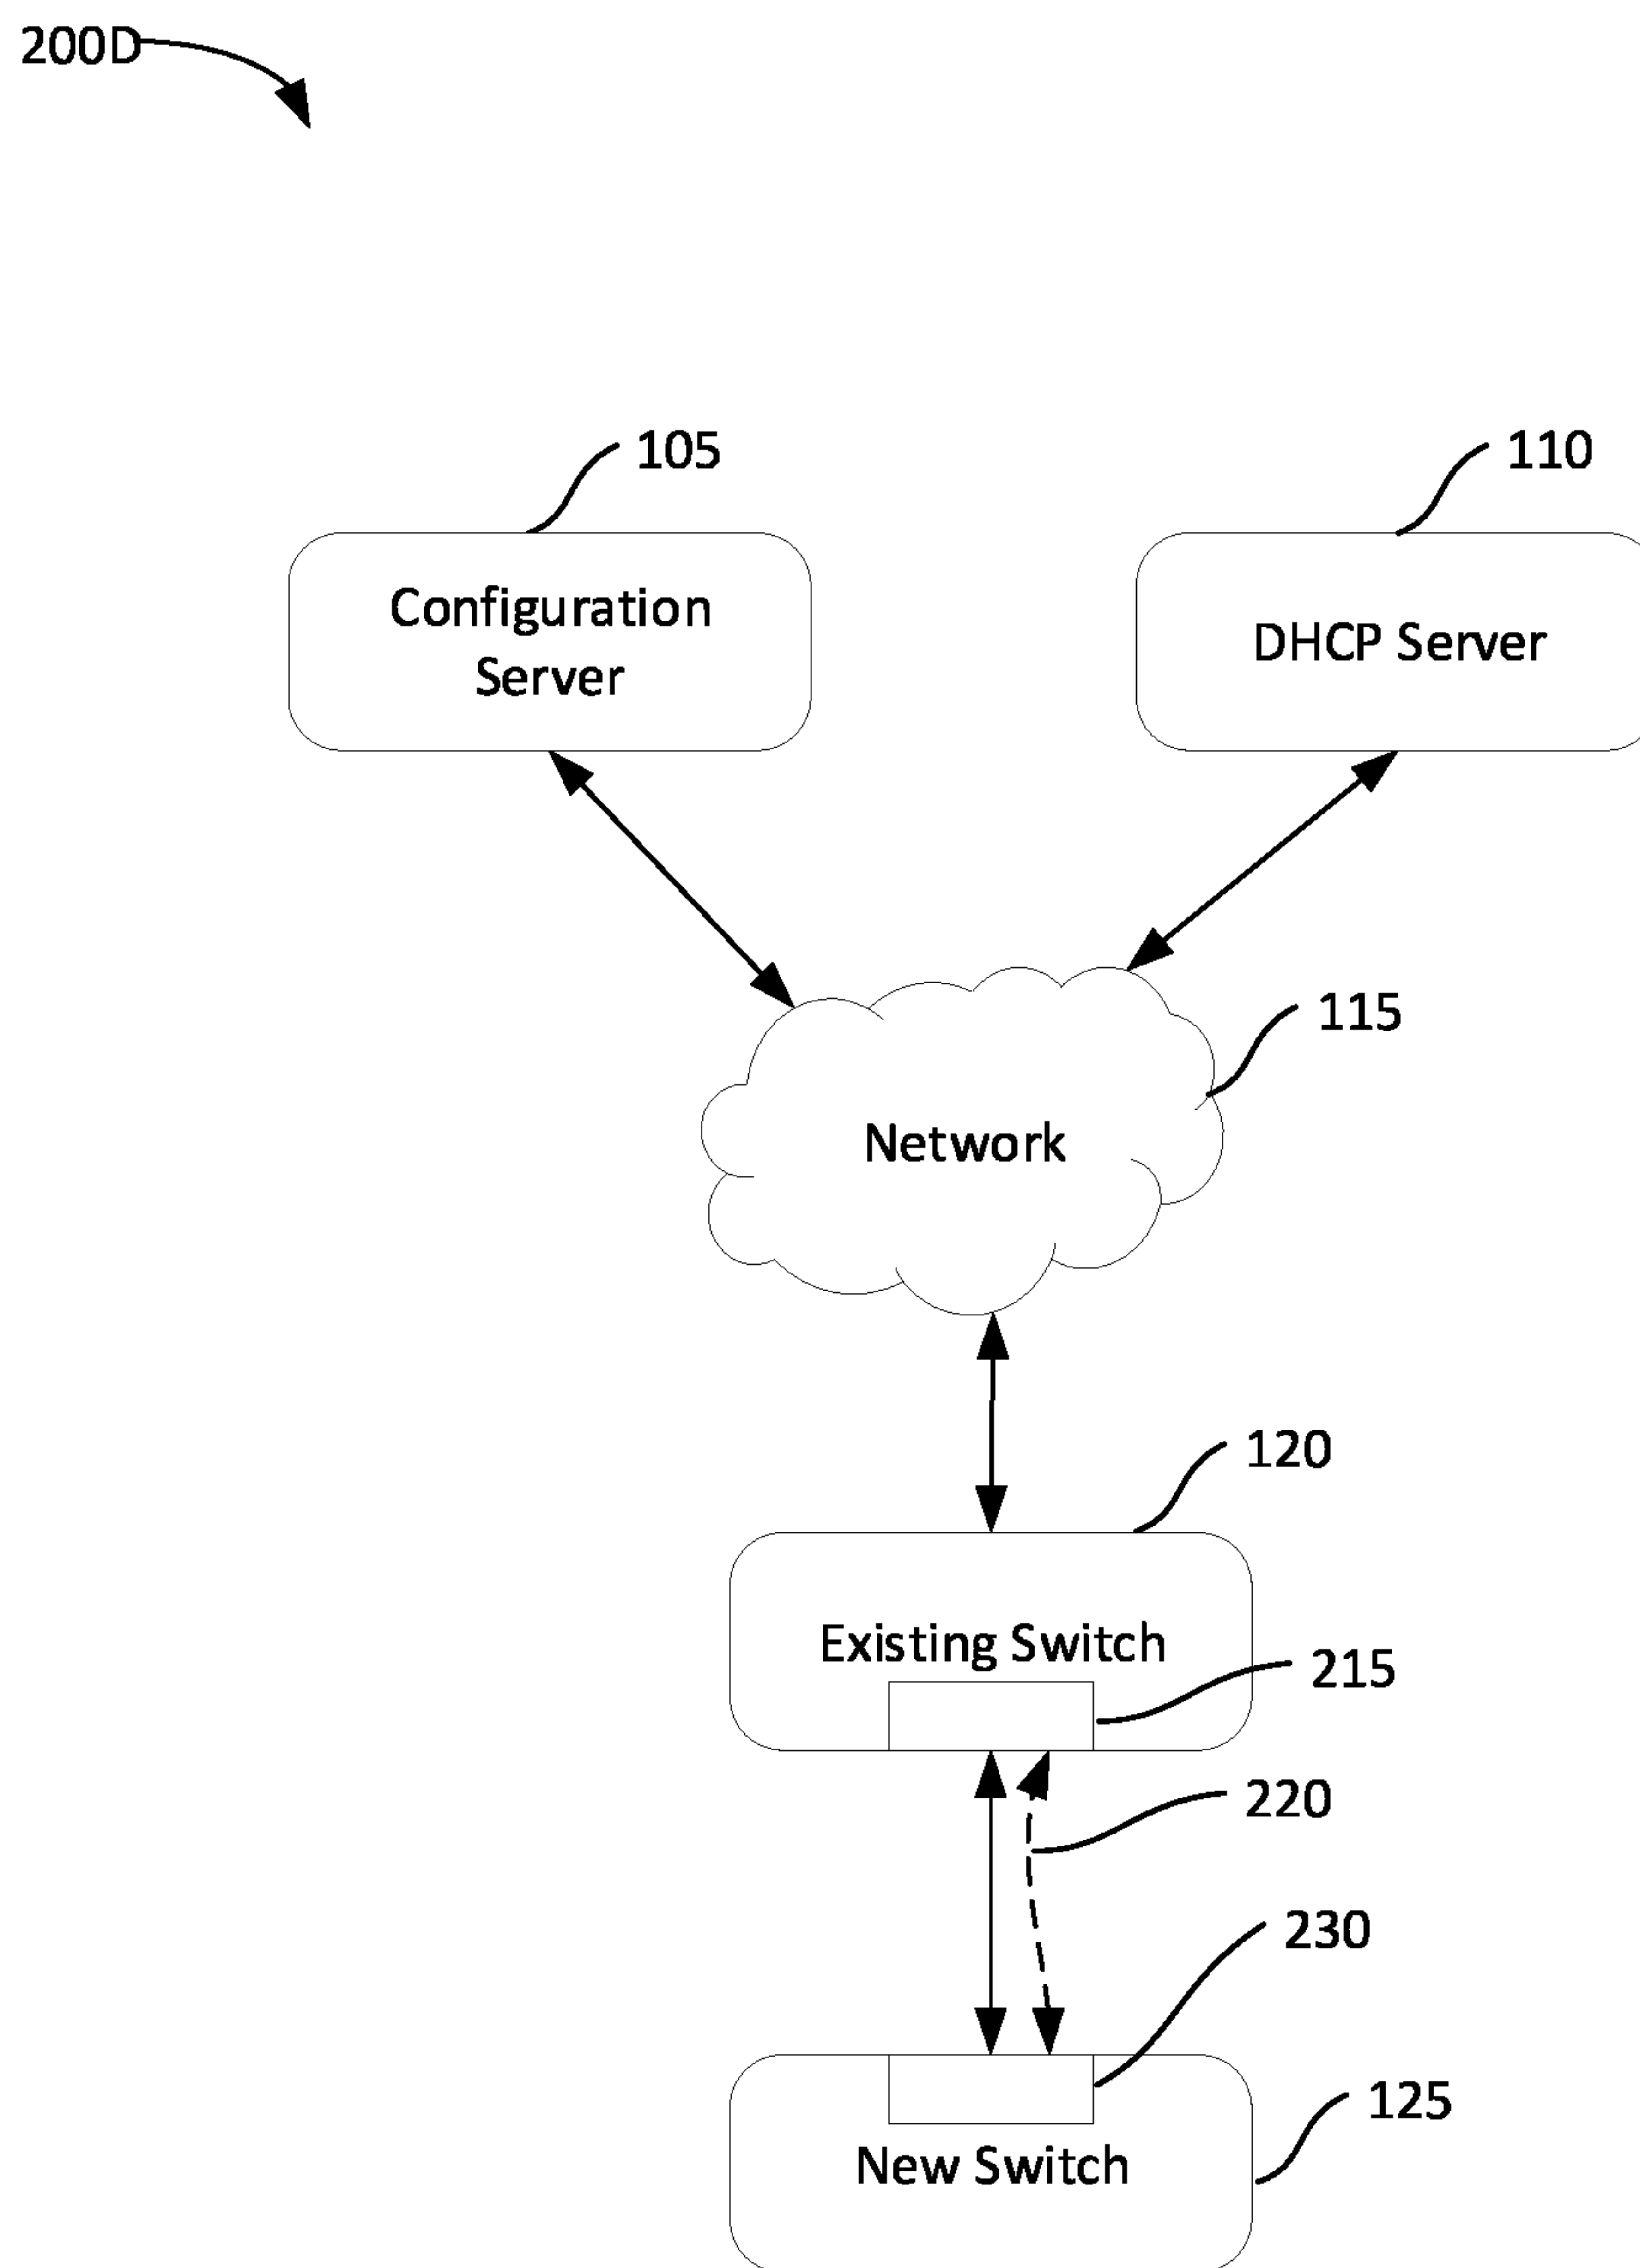 200D
105
110
Configuration
Server
DHCP Server
115
Network
120
Existing Switch
215
220
230
125
New Switch